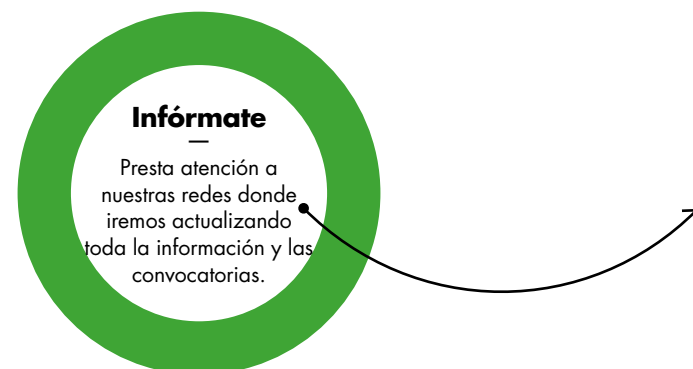 Infórmate
Presta atención a
nuestras redes donde
iremos actualizando
toda la información y las
convocatorias.